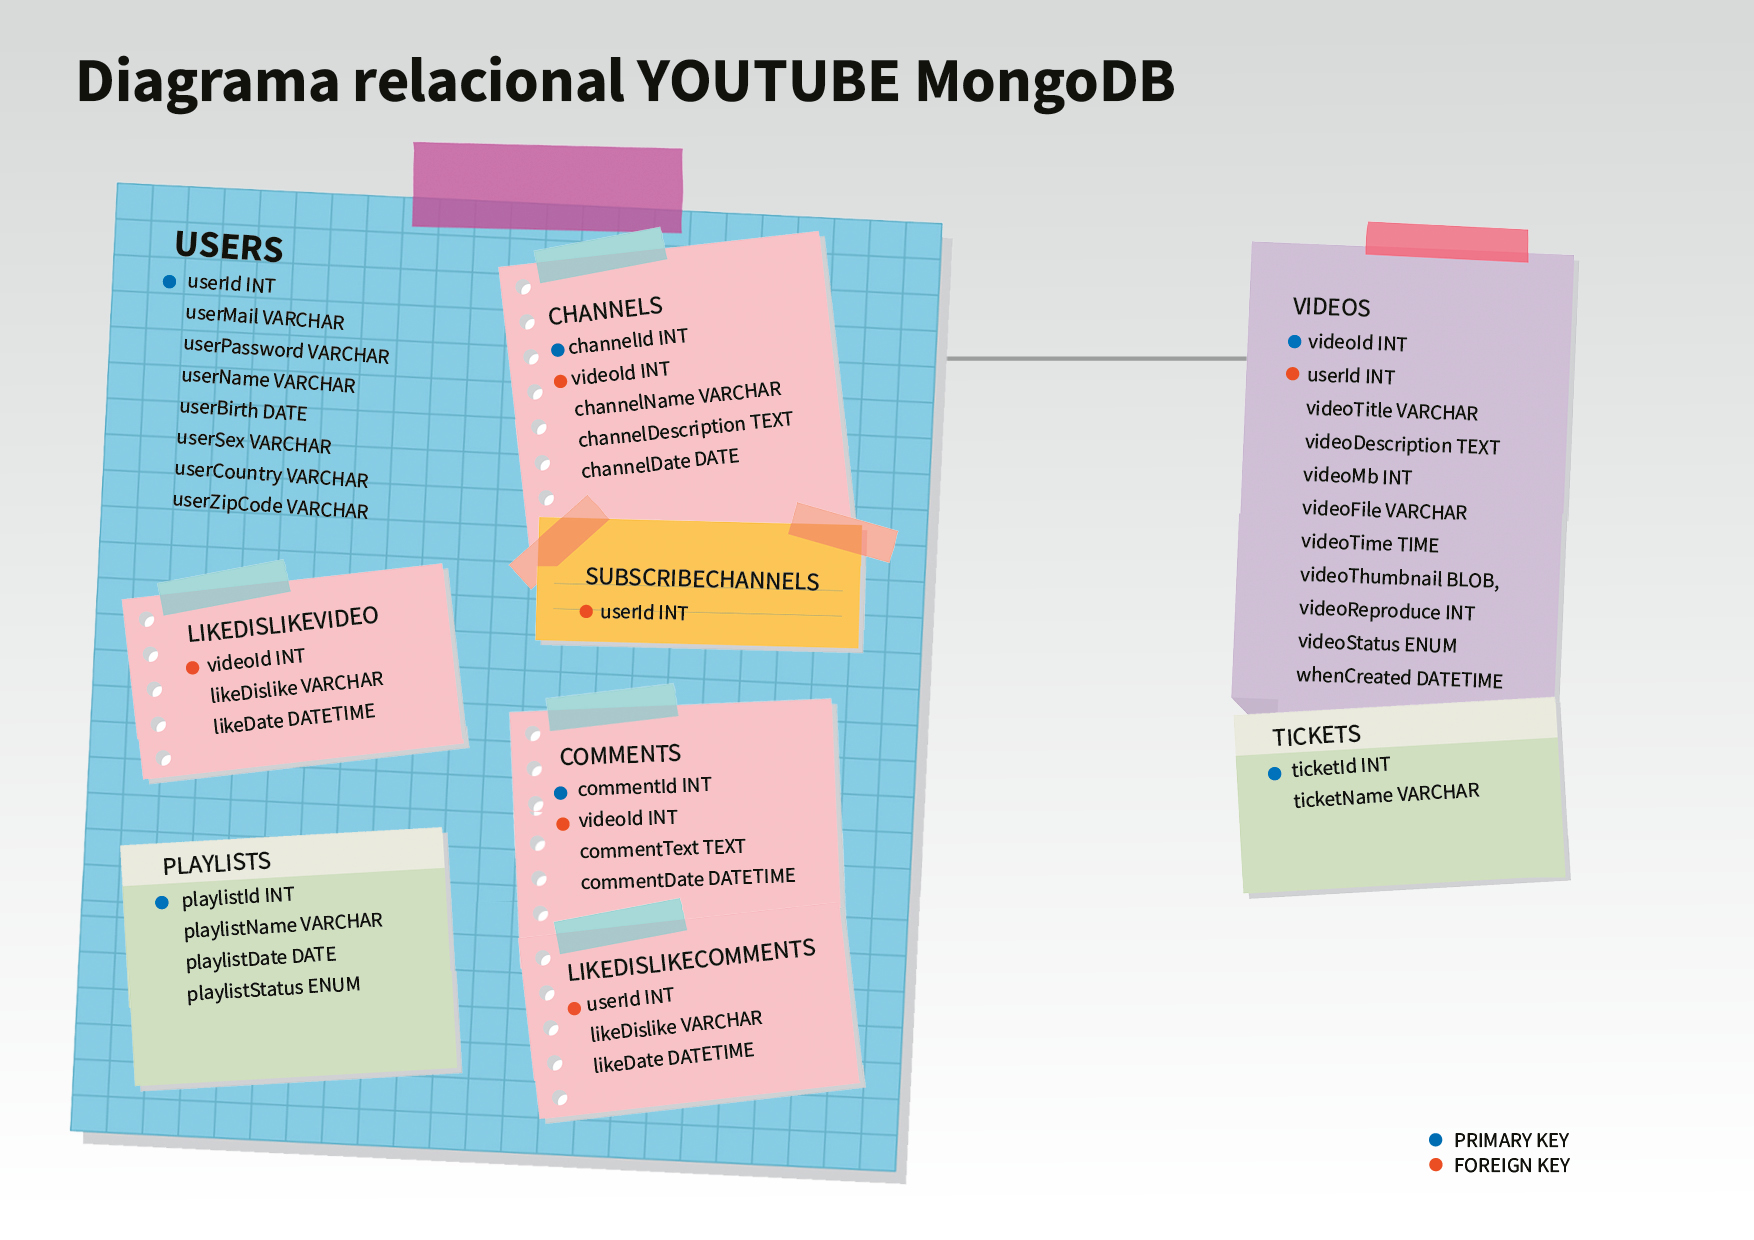 Diagrama relacional YOUTUBE MongoDB
USERS
userId INT
userMail VARCHAR
userPassword VARCHAR
userName VARCHAR
userBirth DATE
userSex VARCHAR
userCountry VARCHAR
userZipCode VARCHAR
CHANNELS
channelId INT
videoId INT
channelName VARCHAR
channelDescription TEXT
channelDate DATE
SUBSCRIBECHANNELS
userId INT
LIKEDISLIKEVIDEO
videoId INT
likeDislike VARCHAR
likeDate DATETIME
COMMENTS
commentId INT
videoId INT
commentText TEXT
commentDate DATETIME
LIKEDISLIKECOMMENTS
userId INT
likeDislike VARCHAR
likeDate DATETIME
PLAYLISTS
playlistId INT
playlistName VARCHAR
playlistDate DATE
playlistStatus ENUM
VIDEOS
videoId INT
userId INT
videoTitle VARCHAR
videoDescription TEXT
videoMb INT
videoFile VARCHAR
videoTime TIME
videoThumbnail BLOB,
videoReproduce INT
videoStatus ENUM
whenCreated DATETIME
TICKETS
ticketId INT
ticketName VARCHAR
PRIMARY KEY
FOREIGN KEY